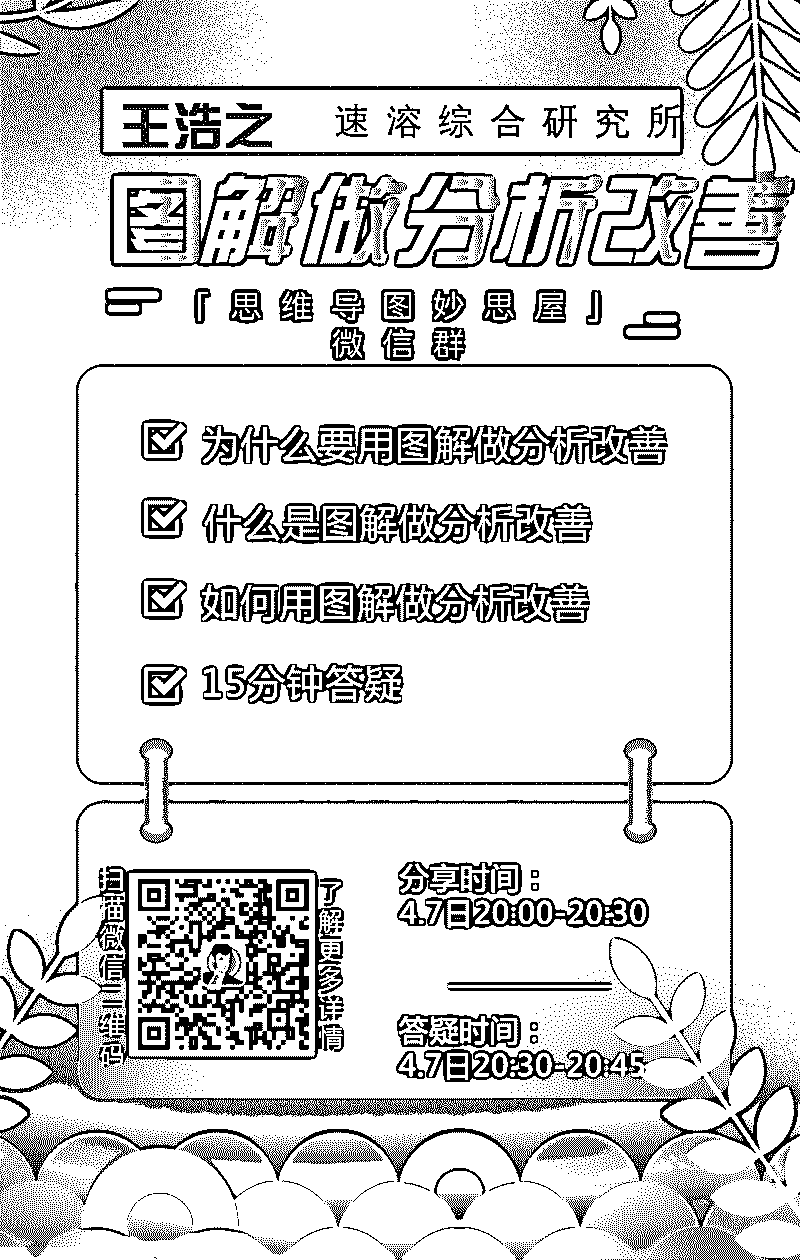 王浩之 速溶综合研究所
图解做分析改善
『思维导图妙思屋』
微信群
为什么要用图解做分析改善
什么是图解做分析改善
如何用图解做分析改善
15分钟答疑
扫描微信二维码
了解更多详情
分享时间：
4.7日20:00-20:30
答疑时间：
4.7日20:30-20:45